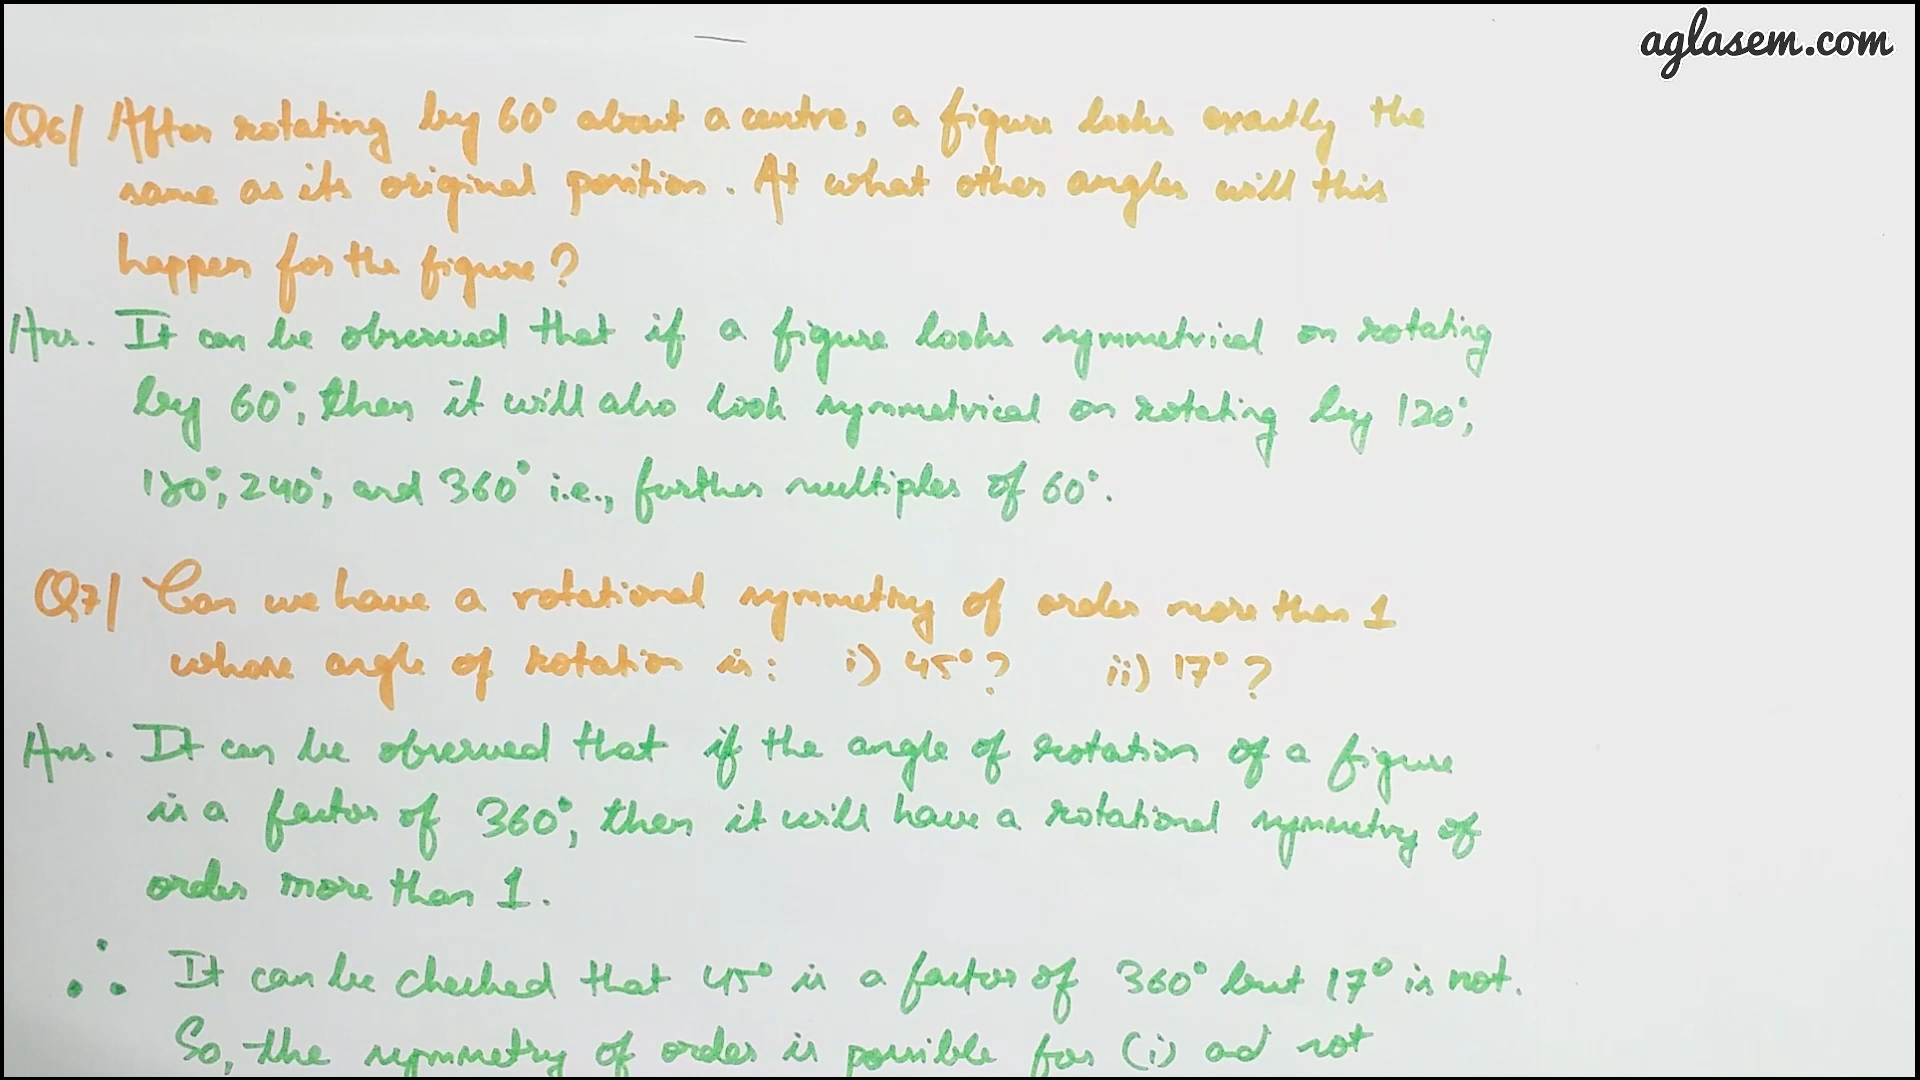 aglasem.com
Q6/ After rotating by 60° about a centre, a figure looks exactly the
same as its original position. At what other angles will this
happen for the figure?
Ans. It can be observed that if a figure looks symmetrical on rotating
by 60°, then it will also look symmetrical on rotating by 120°,
180°, 240°, and 360° i.e., further multiples of 60°.
Q7/ Can we have a rotational symmetry of order more than 1
whose angle of rotation is: i) 45°? ii) 17°?
Ans. It can be observed that if the angle of rotation of a figure
is a factor of 360°, then it will have a rotational symmetry of
order more than 1.
∴ It can be checked that 45° is a factor of 360° but 17° is not.
So, the symmetry of order is possible for (i) ad not